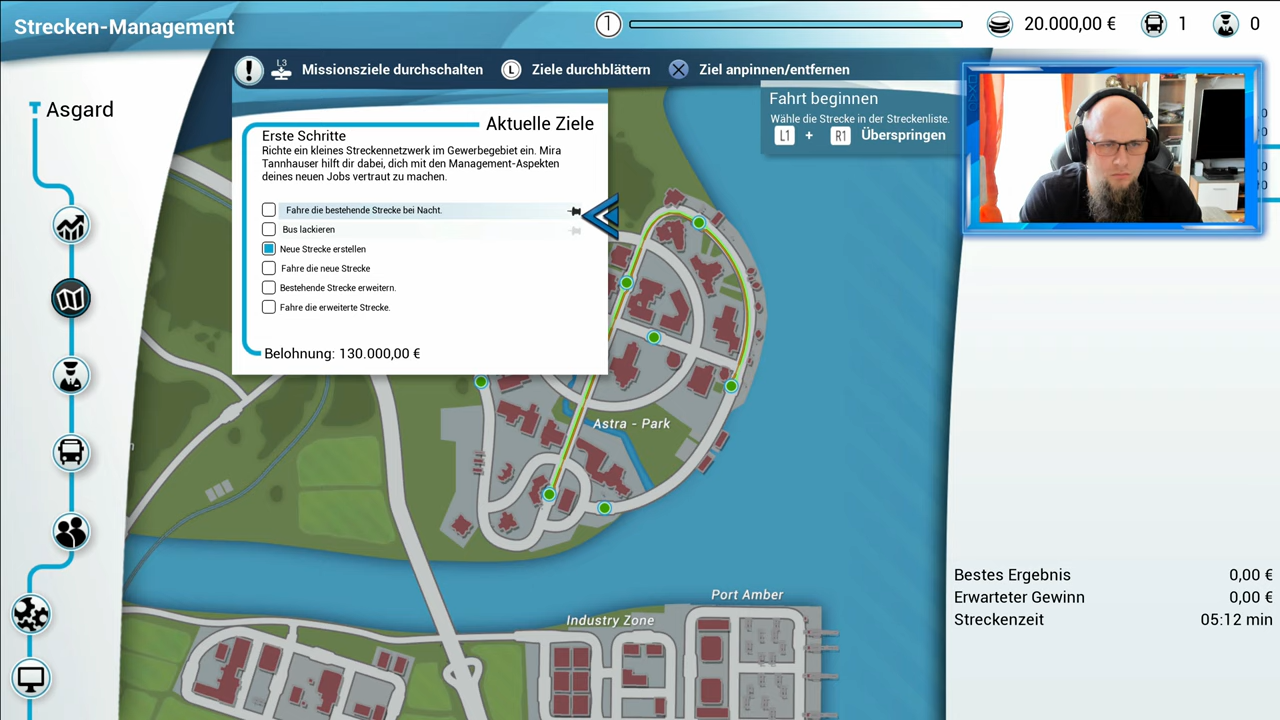 Strecken-Management
1
20.000,00 €
1
0
L3
Missionsziele durchschalten
L
Ziele durchblättern
Ziel anpinnen/entfernen
Asgard
Aktuelle Ziele
Erste Schritte
Richte ein kleines Streckennetzwerk im Gewerbegebiet ein. Mira
Tannhauser hilft dir dabei, dich mit den Management-Aspekten
deines neuen Jobs vertraut zu machen.
Fahre die bestehende Strecke bei Nacht.
Bus lackieren
Neue Strecke erstellen
Fahre die neue Strecke
Bestehende Strecke erweitern.
Fahre die erweiterte Strecke.
Belohnung: 130.000,00 €
Fahrt beginnen
Wähle die Strecke in der Streckenliste.
L1 + R1 Überspringen
Astra - Park
Port Amber
Industry Zone
Bestes Ergebnis 0,00 €
Erwarteter Gewinn 0,00 €
Streckenzeit 05:12 min